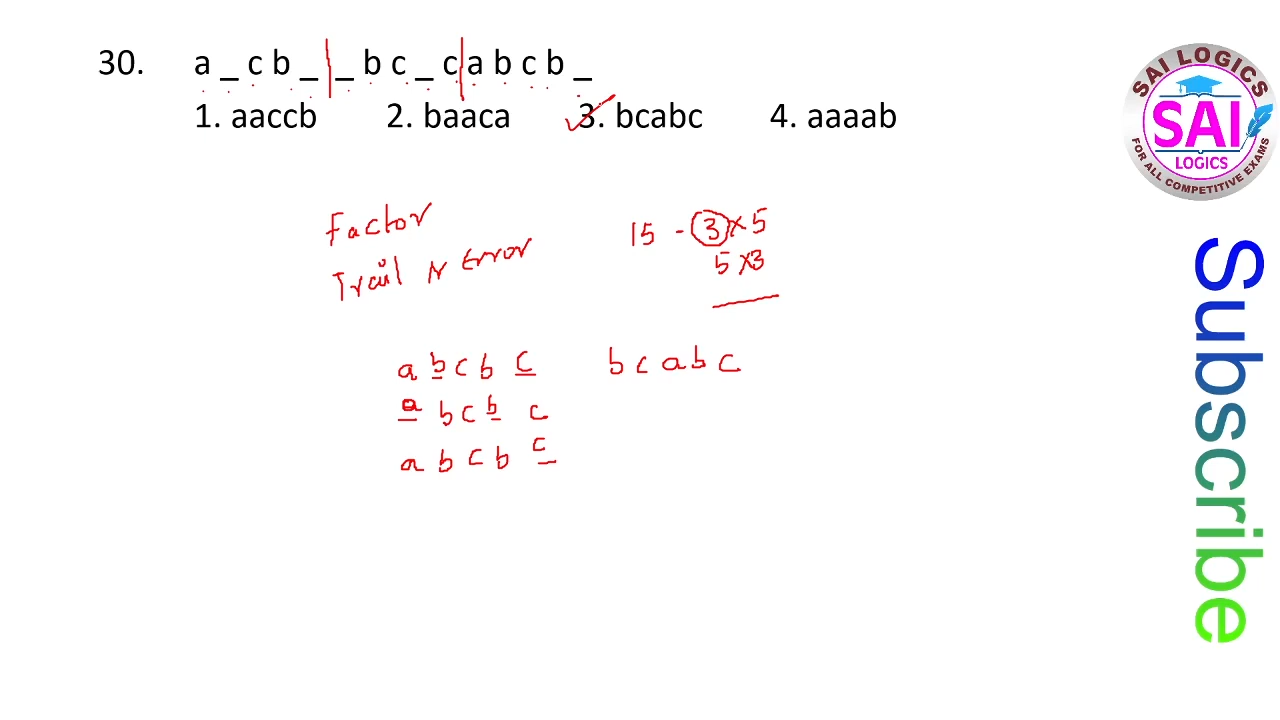 30. a _ c b _ _ b c _ c a b c b _
1. aaccb 2. baaca 3. bcabc 4. aaaab
Factor
Trail N Error
15 - 3 x 5
5 x 3
a b c b c b c a b c
a b c b c
a b c b c
SAI LOGICS
SAI
LOGICS
FOR ALL COMPETITIVE EXAMS
Subscribe